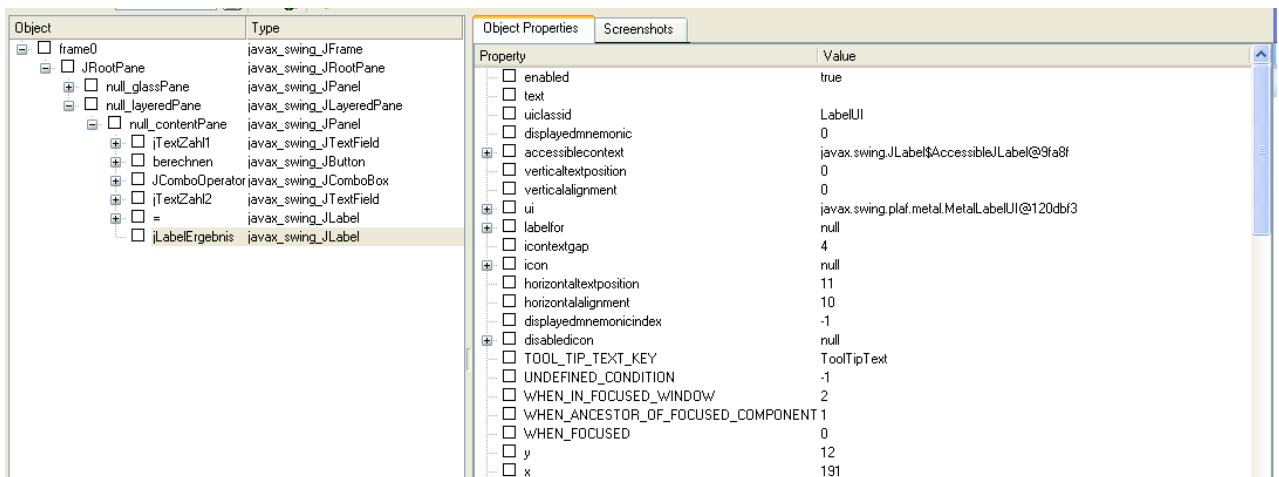 Object Type
frame0 javax_swing_JFrame
JRootPane javax_swing_JRootPane
null_glassPane javax_swing_JPanel
null_layeredPane javax_swing_JLayeredPane
null_contentPane javax_swing_JPanel
jTextZahl1 javax_swing_JTextField
berechnen javax_swing_JButton
JComboOperator javax_swing_JComboBox
jTextZahl2 javax_swing_JTextField
= javax_swing_JLabel
jLabelErgebnis javax_swing_JLabel
Object Properties Screenshots
Property Value
enabled true
text
uiclassid LabelUI
displayedmnemonic 0
accessiblecontext javax.swing.JLabel$AccessibleJLabel@9fa8f
verticaltextposition 0
verticalalignment 0
ui javax.swing.plaf.metal.MetalLabelUI@120dbf3
labelfor null
icontextgap 4
icon null
horizontaltextposition 11
horizontalalignment 10
displayedmnemonicindex -1
disabledicon null
TOOL_TIP_TEXT_KEY ToolTipText
UNDEFINED_CONDITION -1
WHEN_IN_FOCUSED_WINDOW 2
WHEN_ANCESTOR_OF_FOCUSED_COMPONENT 1
WHEN_FOCUSED 0
y 12
x 191